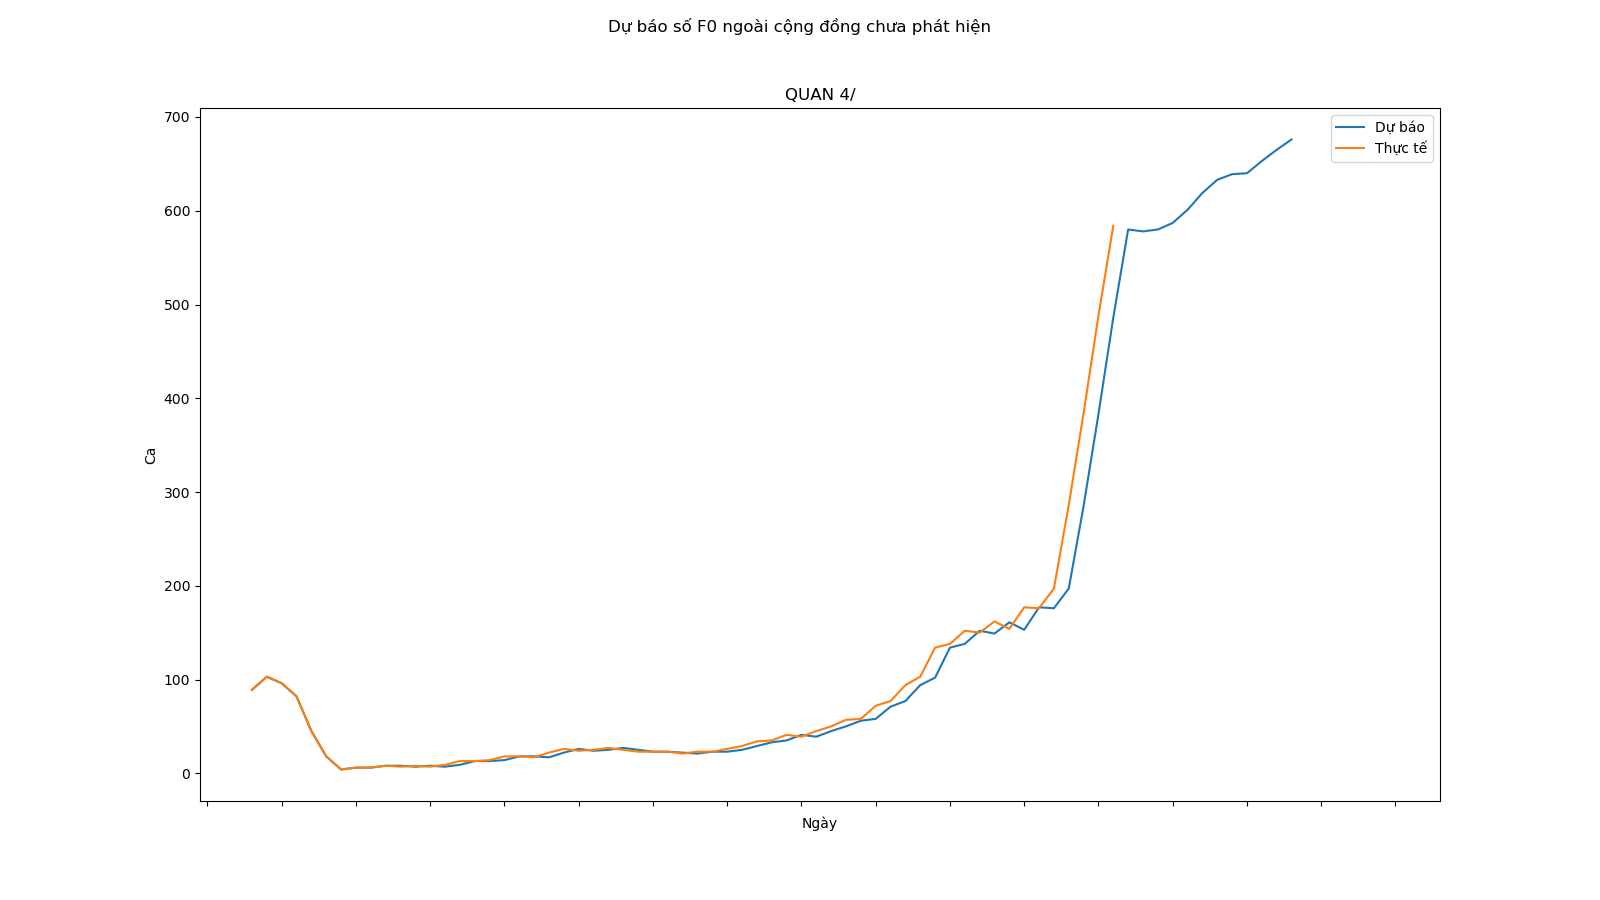 Dự báo số F0 ngoài cộng đồng chưa phát hiện
QUAN 4/
Dự báo
Thực tế
700
600
500
400
300
200
100
0
Ca
Ngày